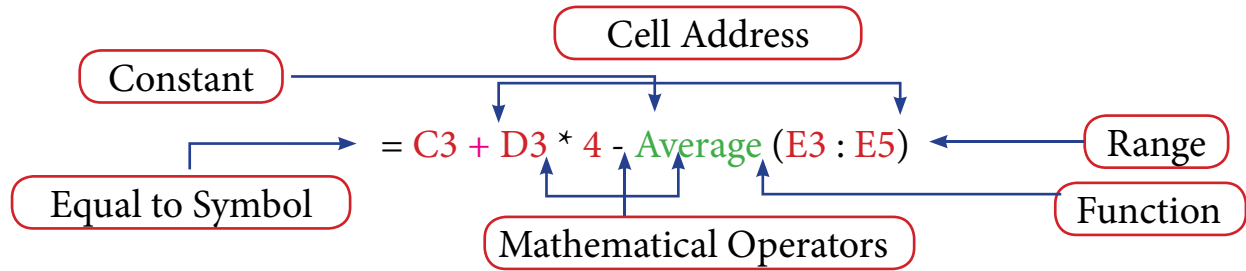 Cell Address
Constant
= C3 + D3 * 4 - Average (E3 : E5)
Range
Equal to Symbol
Function
Mathematical Operators